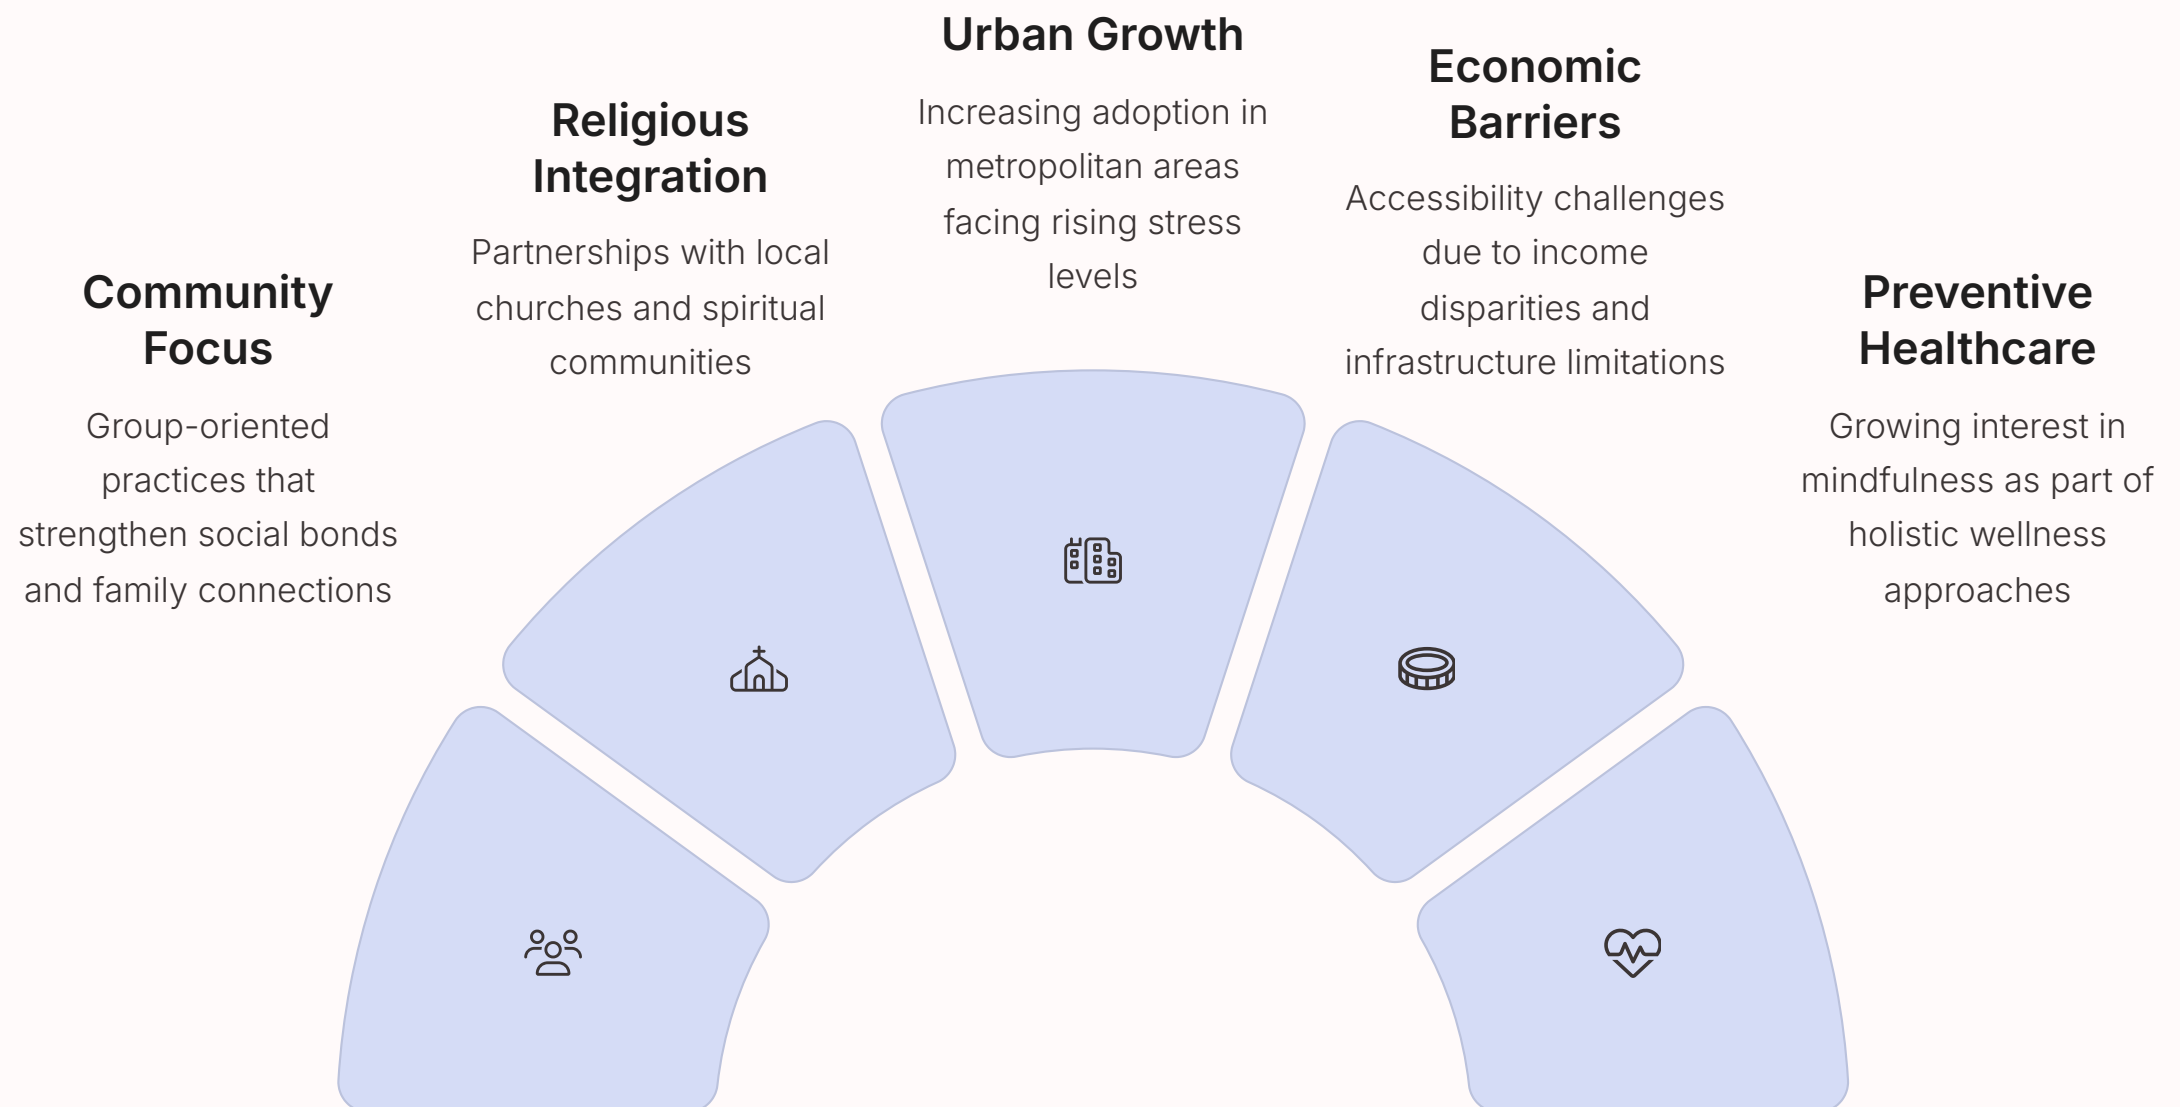 Community
Focus
Group-oriented
practices that
strengthen social bonds
and family connections
Religious
Integration
Partnerships with local
churches and spiritual
communities
Urban Growth
Increasing adoption in
metropolitan areas
facing rising stress
levels
Economic
Barriers
Accessibility challenges
due to income
disparities and
infrastructure limitations
Preventive
Healthcare
Growing interest in
mindfulness as part of
holistic wellness
approaches